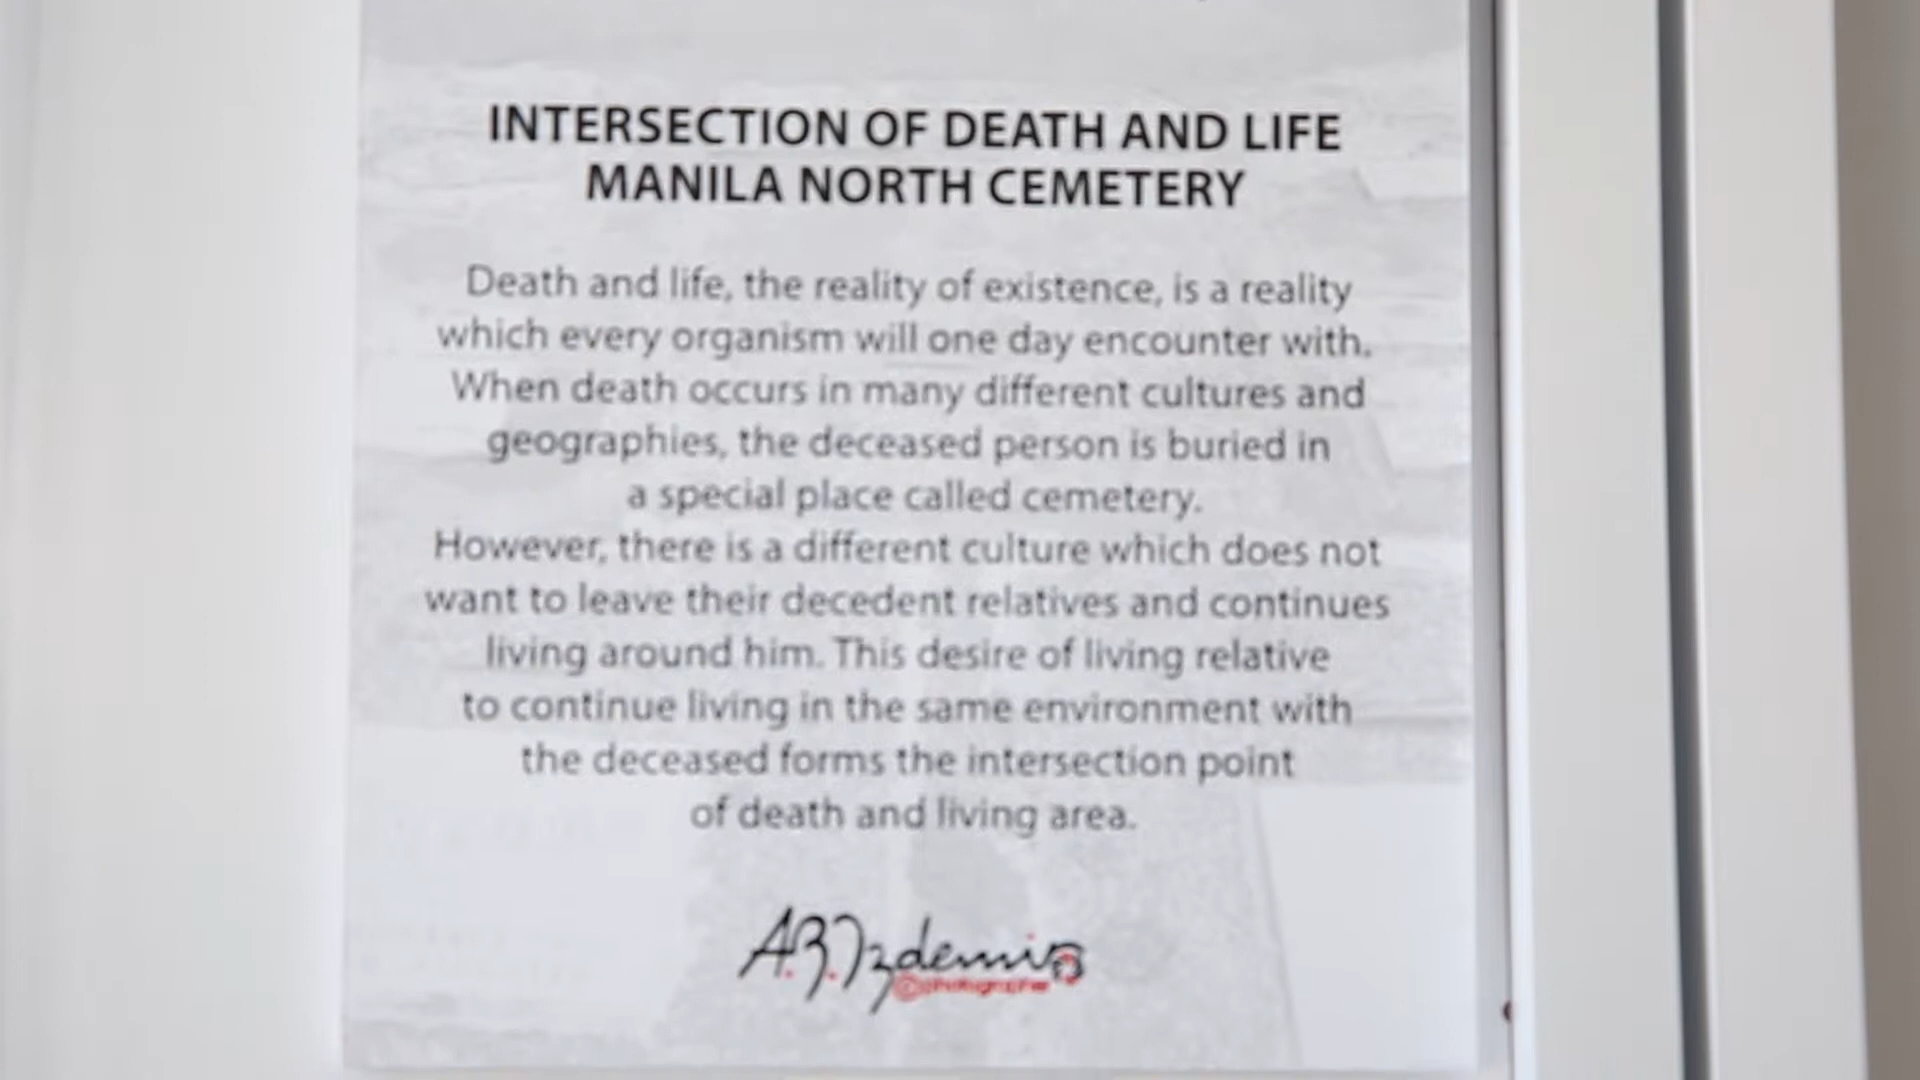 INTERSECTION OF DEATH AND LIFE
MANILA NORTH CEMETERY
Death and life, the reality of existence, is a reality
which every organism will one day encounter with.
When death occurs in many different cultures and
geographies, the deceased person is buried in
a special place called cemetery.
However, there is a different culture which does not
want to leave their decedent relatives and continues
living around him. This desire of living relative
to continue living in the same environment with
the deceased forms the intersection point
of death and living area.